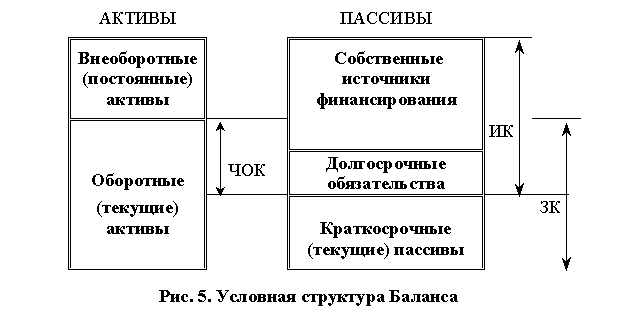 АКТИВЫ
ПАССИВЫ
Внеоборотные
(постоянные)
активы
Оборотные
(текущие)
активы
ЧОК
Собственные
источники
финансирования
Долгосрочные
обязательства
Краткосрочные
(текущие) пассивы
ИК
ЗК
Рис. 5. Условная структура Баланса